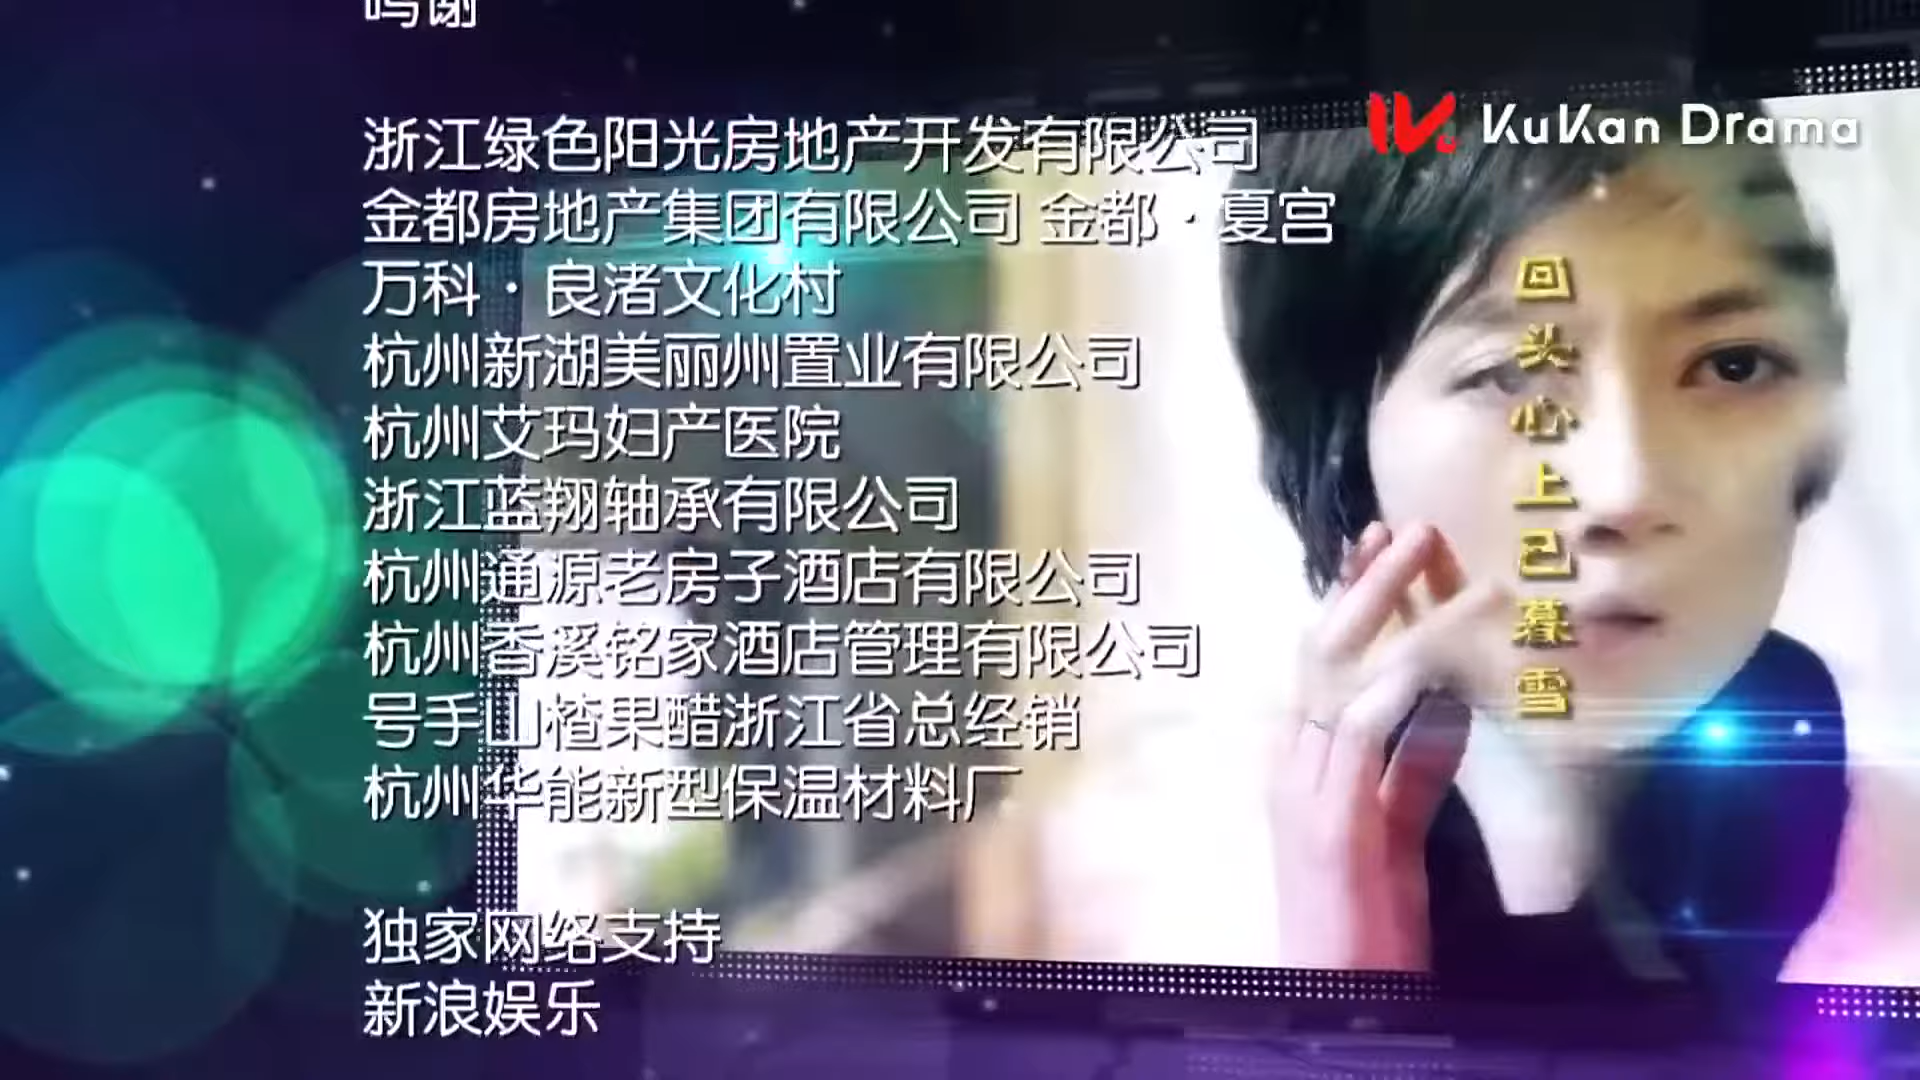 鸣谢
KuKan Drama
浙江绿色阳光房地产开发有限公司
金都房地产集团有限公司 金都·夏宫
万科·良渚文化村
杭州新湖美丽州置业有限公司
杭州艾玛妇产医院
浙江蓝翔轴承有限公司
杭州通源老房子酒店有限公司
杭州香溪铭家酒店管理有限公司
号手山楂果醋浙江省总经销
杭州华能新型保温材料厂
独家网络支持
新浪娱乐
回头心上已暮雪